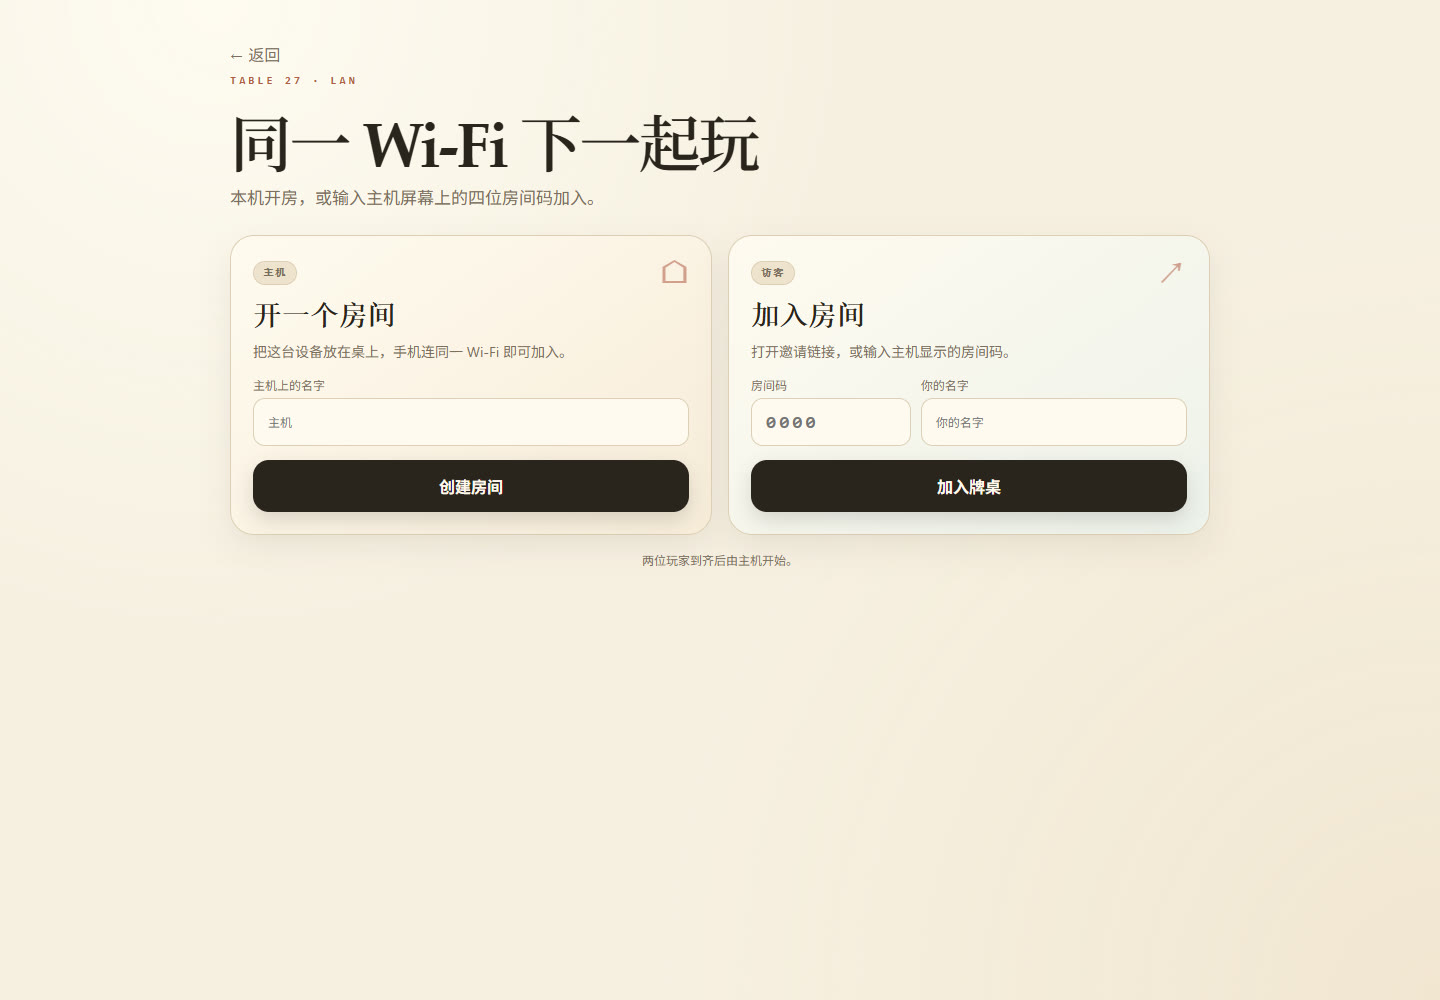 ← 返回
TABLE 27 · LAN
同一 Wi-Fi 下一起玩
本机开房，或输入主机屏幕上的四位房间码加入。
主机
开一个房间
把这台设备放在桌上，手机连同一 Wi-Fi 即可加入。
主机上的名字
主机
创建房间
访客
加入房间
打开邀请链接，或输入主机显示的房间码。
房间码
你的名字
0000
你的名字
加入牌桌
两位玩家到齐后由主机开始。